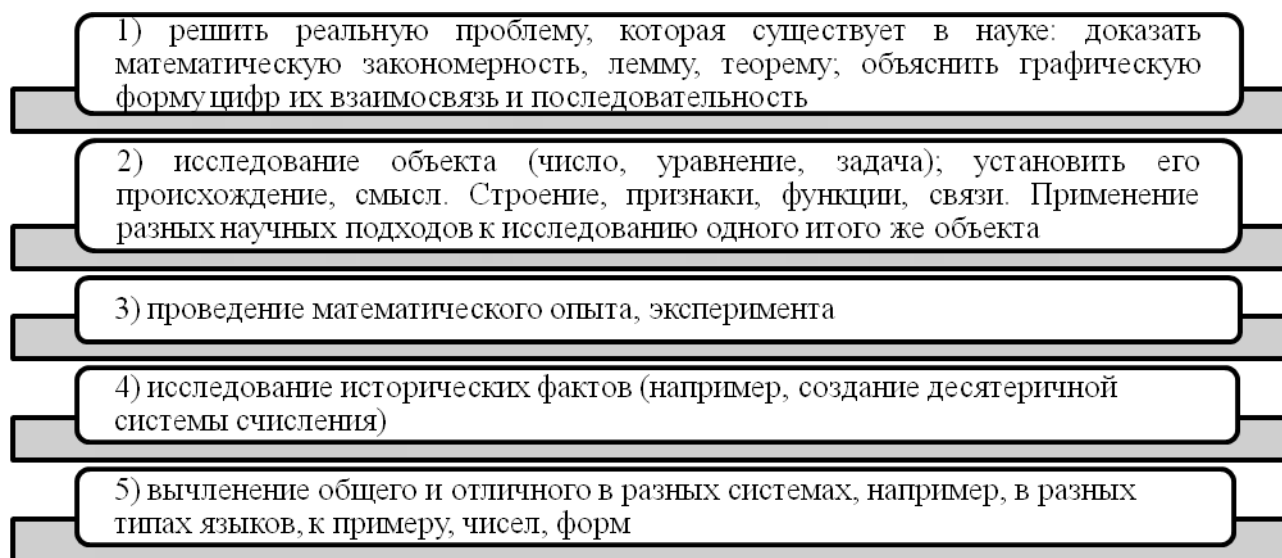 1) решить реальную проблему, которая существует в науке: доказать
математическую закономерность, лемму, теорему; объяснить графическую
форму цифр их взаимосвязь и последовательность
2) исследование объекта (число, уравнение, задача); установить его
происхождение, смысл. Строение, признаки, функции, связи. Применение
разных научных подходов к исследованию одного итого же объекта
3) проведение математического опыта, эксперимента
4) исследование исторических фактов (например, создание десятеричной
системы счисления)
5) вычленение общего и отличного в разных системах, например, в разных
типах языков, к примеру, чисел, форм